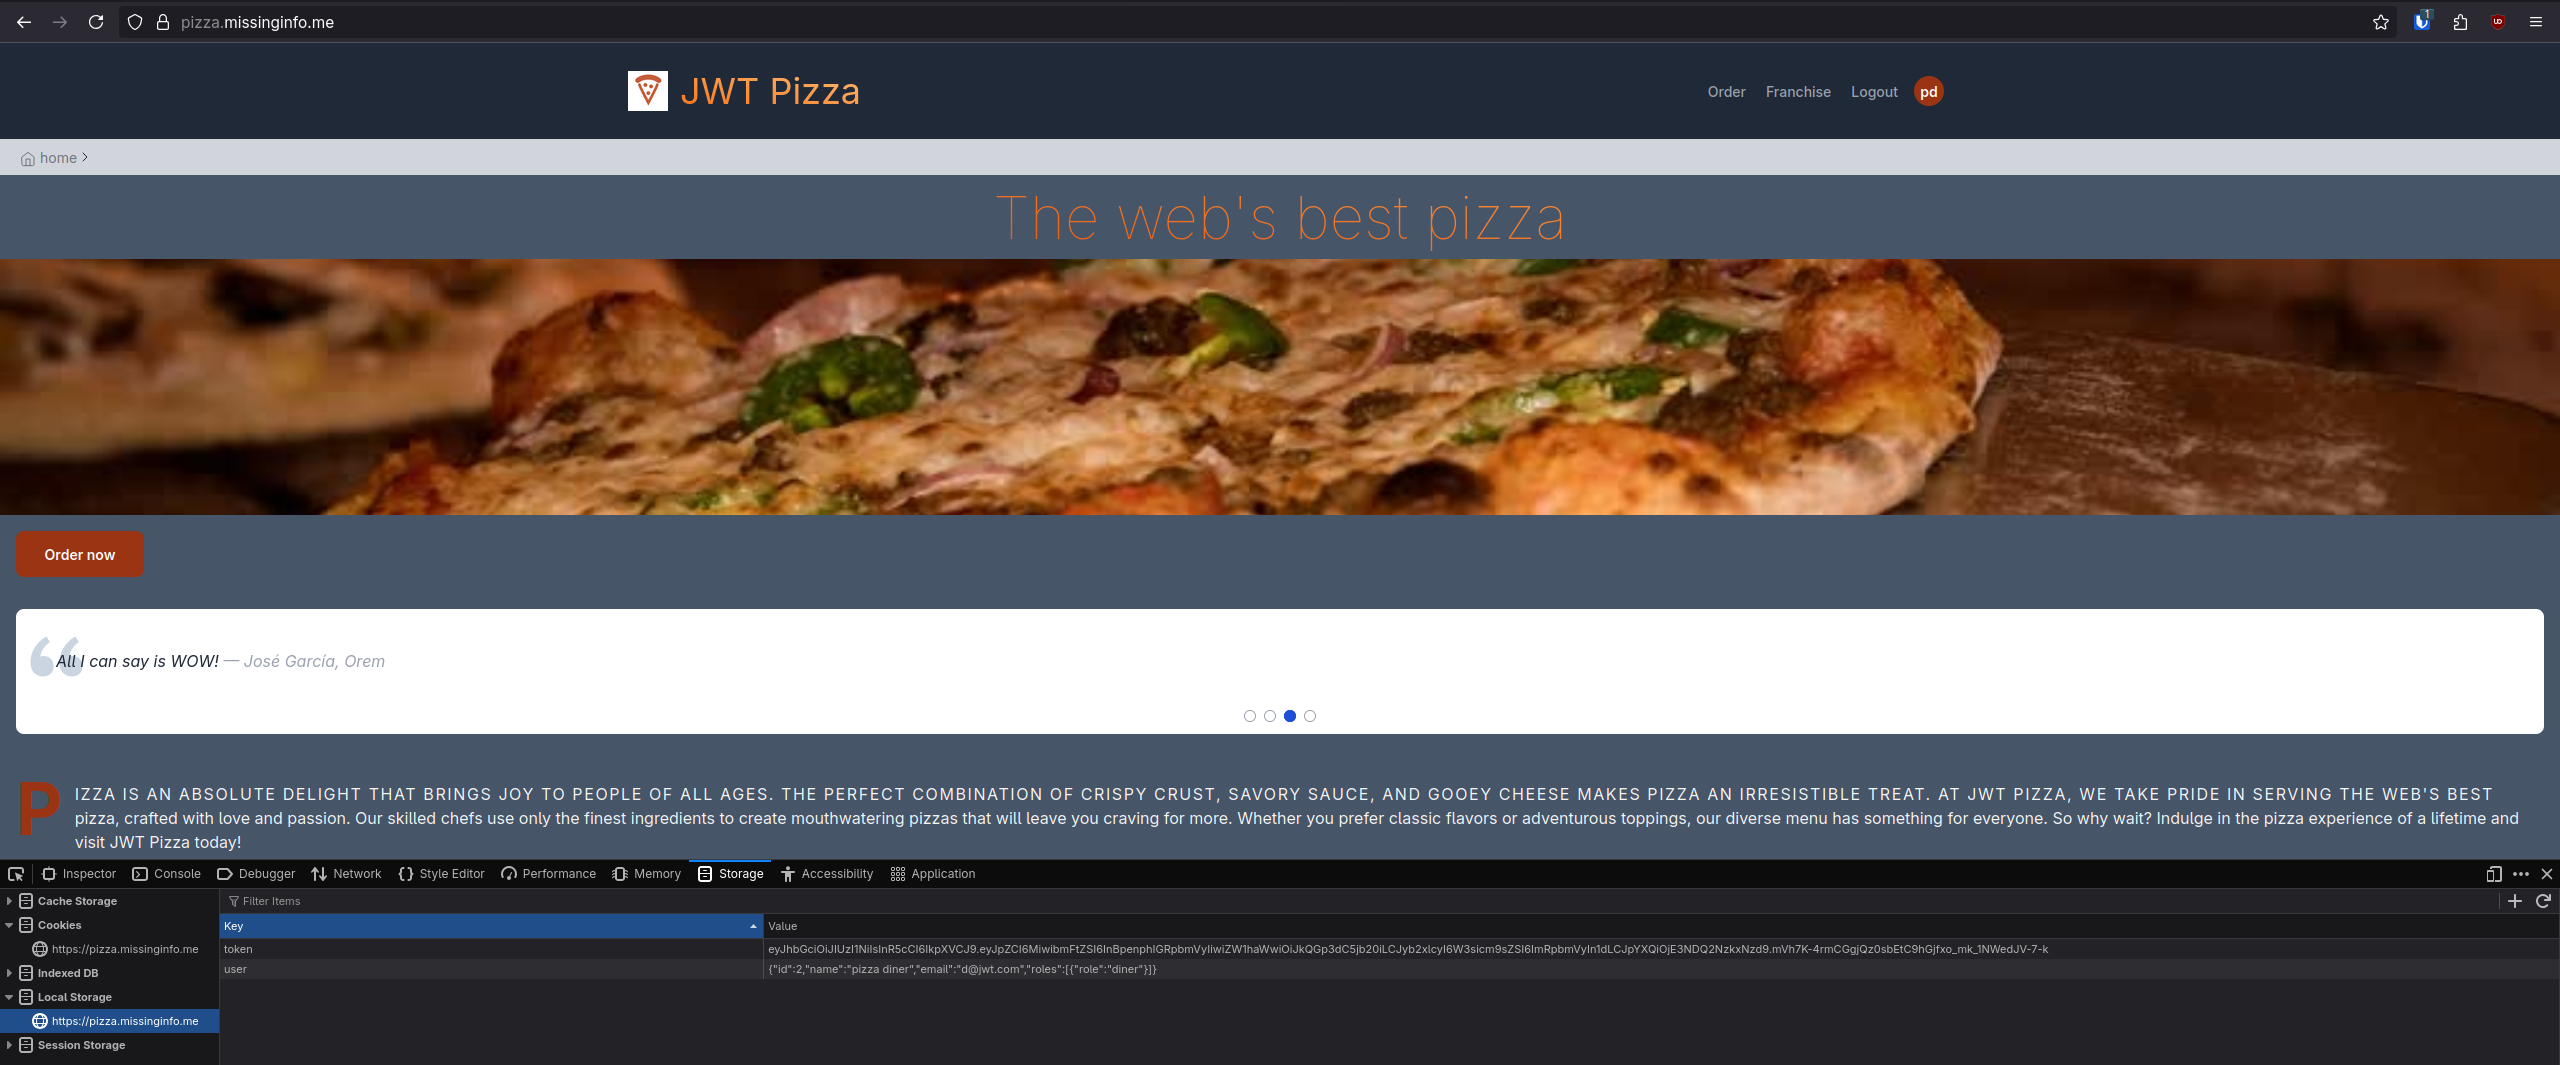 pizza.missinginfo.me
1
JWT Pizza
Order Franchise Logout pd
home
The web's best pizza
Order now
All I can say is WOW! — José García, Orem
PIZZA IS AN ABSOLUTE DELIGHT THAT BRINGS JOY TO PEOPLE OF ALL AGES. THE PERFECT COMBINATION OF CRISPY CRUST, SAVORY SAUCE, AND GOOEY CHEESE MAKES PIZZA AN IRRESISTIBLE TREAT. AT JWT PIZZA, WE TAKE PRIDE IN SERVING THE WEB'S BEST
pizza, crafted with love and passion. Our skilled chefs use only the finest ingredients to create mouthwatering pizzas that will leave you craving for more. Whether you prefer classic flavors or adventurous toppings, our diverse menu has something for everyone. So why wait? Indulge in the pizza experience of a lifetime and
visit JWT Pizza today!
Inspector Console Debugger Network Style Editor Performance Memory Storage Accessibility Application
Cache Storage
Cookies
https://pizza.missinginfo.me
Indexed DB
Local Storage
https://pizza.missinginfo.me
Session Storage
Filter Items
Key Value
token
user {"id":2,"name":"pizza diner","email":"d@jwt.com","roles":[{"role":"diner"}]}